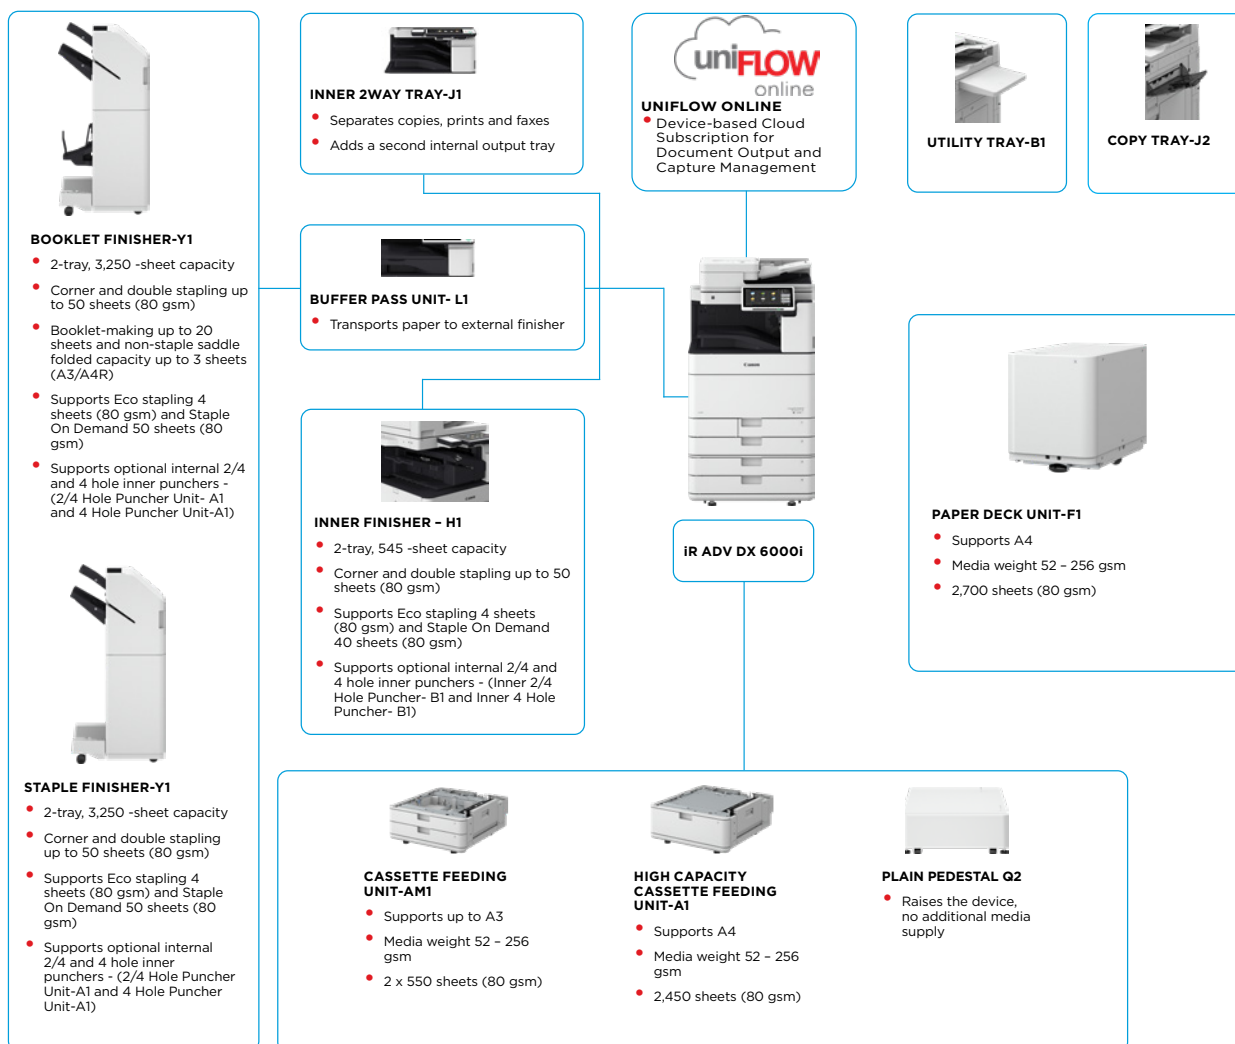 BOOKLET FINISHER-Y1
• 2-tray, 3,250 -sheet capacity
• Corner and double stapling up
to 50 sheets (80 gsm)
• Booklet-making up to 20
sheets and non-staple saddle
folded capacity up to 3 sheets
(A3/A4R)
• Supports Eco stapling 4
sheets (80 gsm) and Staple
On Demand 50 sheets (80
gsm)
• Supports optional internal 2/4
and 4 hole inner punchers -
(2/4 Hole Puncher Unit- A1
and 4 Hole Puncher Unit-A1)
STAPLE FINISHER-Y1
• 2-tray, 3,250 -sheet capacity
• Corner and double stapling
up to 50 sheets (80 gsm)
• Supports Eco stapling 4
sheets (80 gsm) and Staple
On Demand 50 sheets (80
gsm)
• Supports optional internal
2/4 and 4 hole inner
punchers - (2/4 Hole Puncher
Unit-A1 and 4 Hole Puncher
Unit-A1)
INNER 2WAY TRAY-J1
• Separates copies, prints and faxes
• Adds a second internal output tray
BUFFER PASS UNIT- L1
• Transports paper to external finisher
INNER FINISHER – H1
• 2-tray, 545 -sheet capacity
• Corner and double stapling up to 50
sheets (80 gsm)
• Supports Eco stapling 4 sheets
(80 gsm) and Staple On Demand
40 sheets (80 gsm)
• Supports optional internal 2/4 and
4 hole inner punchers - (Inner 2/4
Hole Puncher- B1 and Inner 4 Hole
Puncher- B1)
uniFLOW
online
UNIFLOW ONLINE
• Device-based Cloud
Subscription for
Document Output and
Capture Management
Canon
iR ADV DX 6000i
UTILITY TRAY-B1
COPY TRAY-J2
PAPER DECK UNIT-F1
• Supports A4
• Media weight 52 – 256 gsm
• 2,700 sheets (80 gsm)
CASSETTE FEEDING
UNIT-AM1
• Supports up to A3
• Media weight 52 – 256
gsm
• 2 x 550 sheets (80 gsm)
HIGH CAPACITY
CASSETTE FEEDING
UNIT-A1
• Supports A4
• Media weight 52 – 256
gsm
• 2,450 sheets (80 gsm)
PLAIN PEDESTAL Q2
• Raises the device,
no additional media
supply